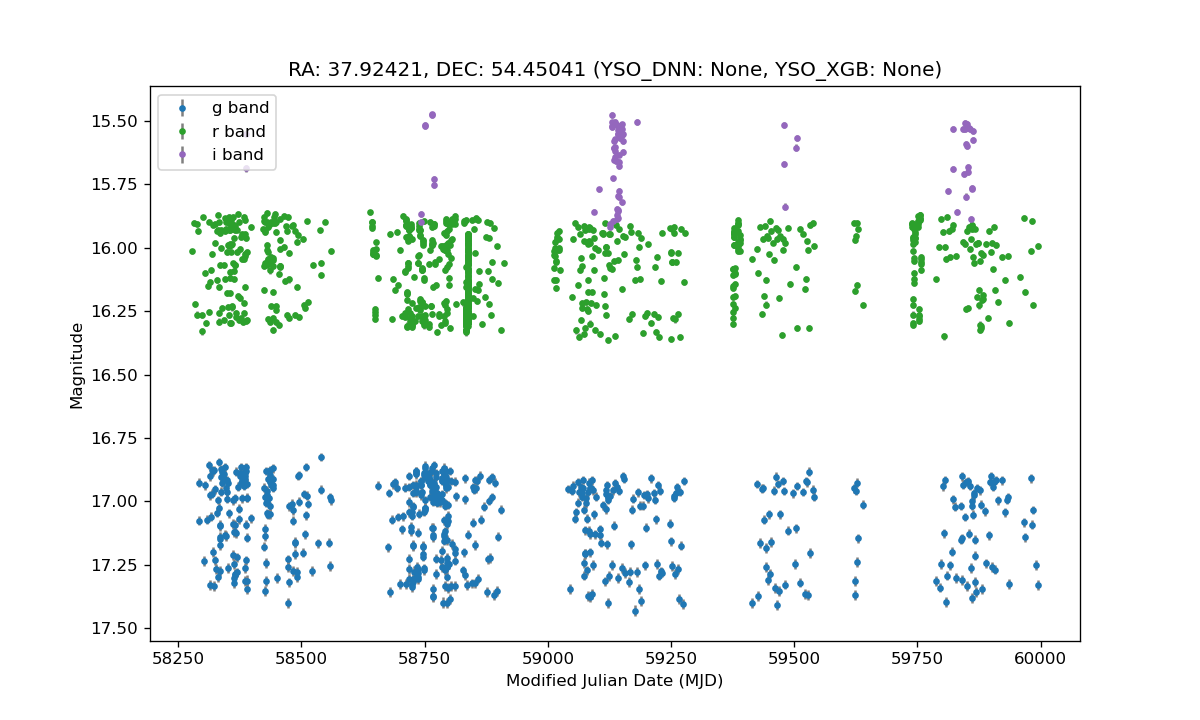 RA: 37.92421, DEC: 54.45041 (YSO_DNN: None, YSO_XGB: None)
g band
r band
i band
15.50
15.75
16.00
16.25
16.50
16.75
17.00
17.25
17.50
Magnitude
58250 58500 58750 59000 59250 59500 59750 60000
Modified Julian Date (MJD)